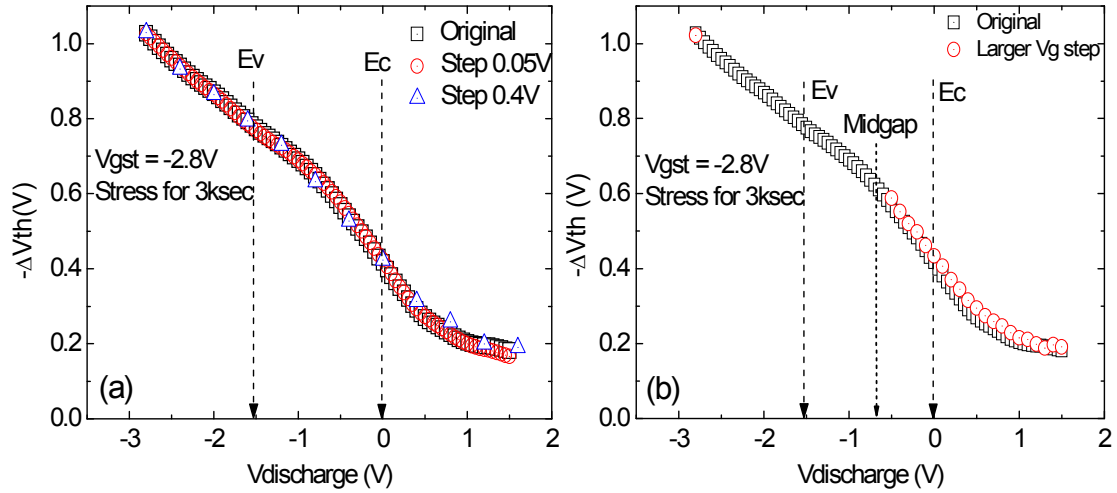 1.0
0.8
0.6
0.4
0.2
0.0
-ΔVth(V)
Ev
Ec
Original
Step 0.05V
Step 0.4V
Vgst = -2.8V
Stress for 3ksec
(a)
-3 -2 -1 0 1 2
Vdischarge (V)
1.0
0.8
0.6
0.4
0.2
0.0
-ΔVth(V)
Original
Larger Vg step
Ev
Ec
Midgap
Vgst = -2.8V
Stress for 3ksec
(b)
-3 -2 -1 0 1 2
Vdischarge (V)